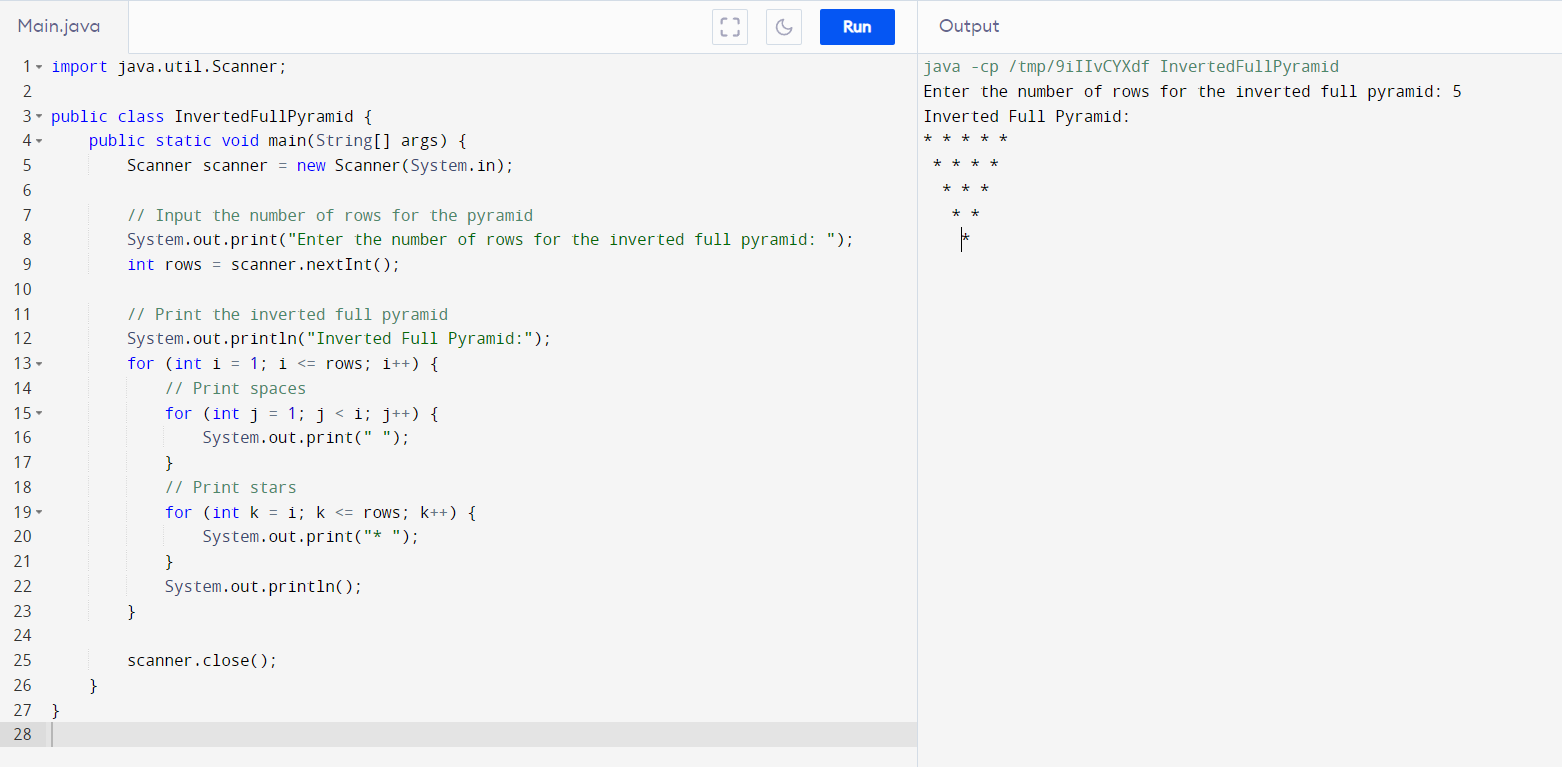 Main.java
Run
Output
1 import java.util.Scanner;
2
3 public class InvertedFullPyramid {
4     public static void main(String[] args) {
5         Scanner scanner = new Scanner(System.in);
6
7         // Input the number of rows for the pyramid
8         System.out.print("Enter the number of rows for the inverted full pyramid: ");
9         int rows = scanner.nextInt();
10
11         // Print the inverted full pyramid
12         System.out.println("Inverted Full Pyramid:");
13         for (int i = 1; i <= rows; i++) {
14             // Print spaces
15             for (int j = 1; j < i; j++) {
16                 System.out.print(" ");
17             }
18             // Print stars
19             for (int k = i; k <= rows; k++) {
20                 System.out.print("* ");
21             }
22             System.out.println();
23         }
24
25         scanner.close();
26     }
27 }
28
java -cp /tmp/9iIIvCYXdf InvertedFullPyramid
Enter the number of rows for the inverted full pyramid: 5
Inverted Full Pyramid:
* * * * *
 * * * *
  * * *
   * *
    *